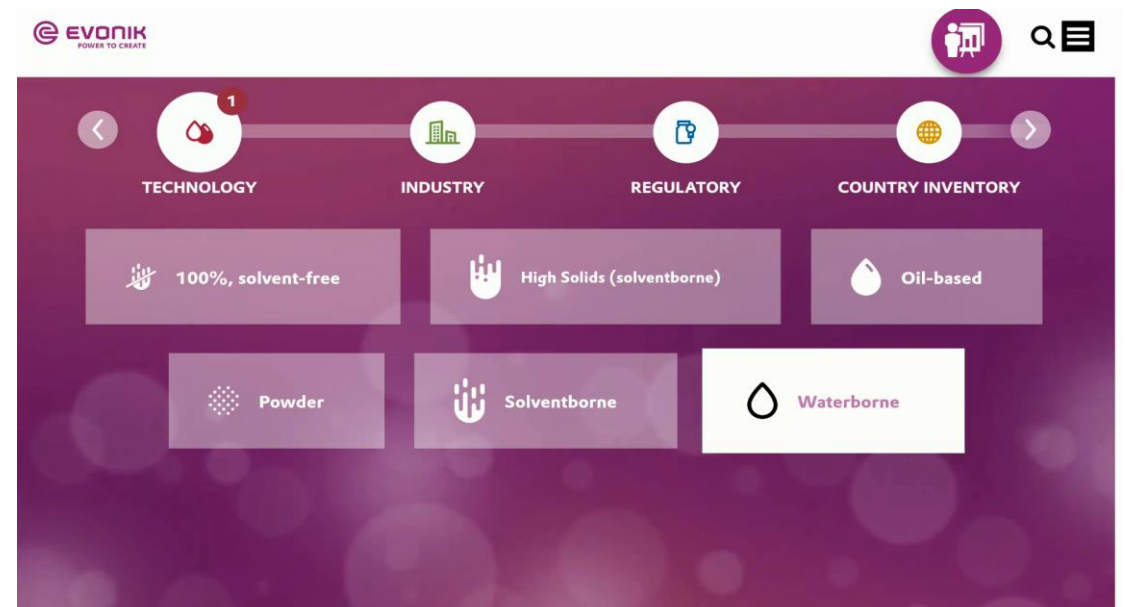 EVONIK
POWER TO CREATE
1
TECHNOLOGY
INDUSTRY
REGULATORY
COUNTRY INVENTORY
100%, solvent-free
High Solids (solventborne)
Oil-based
Powder
Solventborne
Waterborne